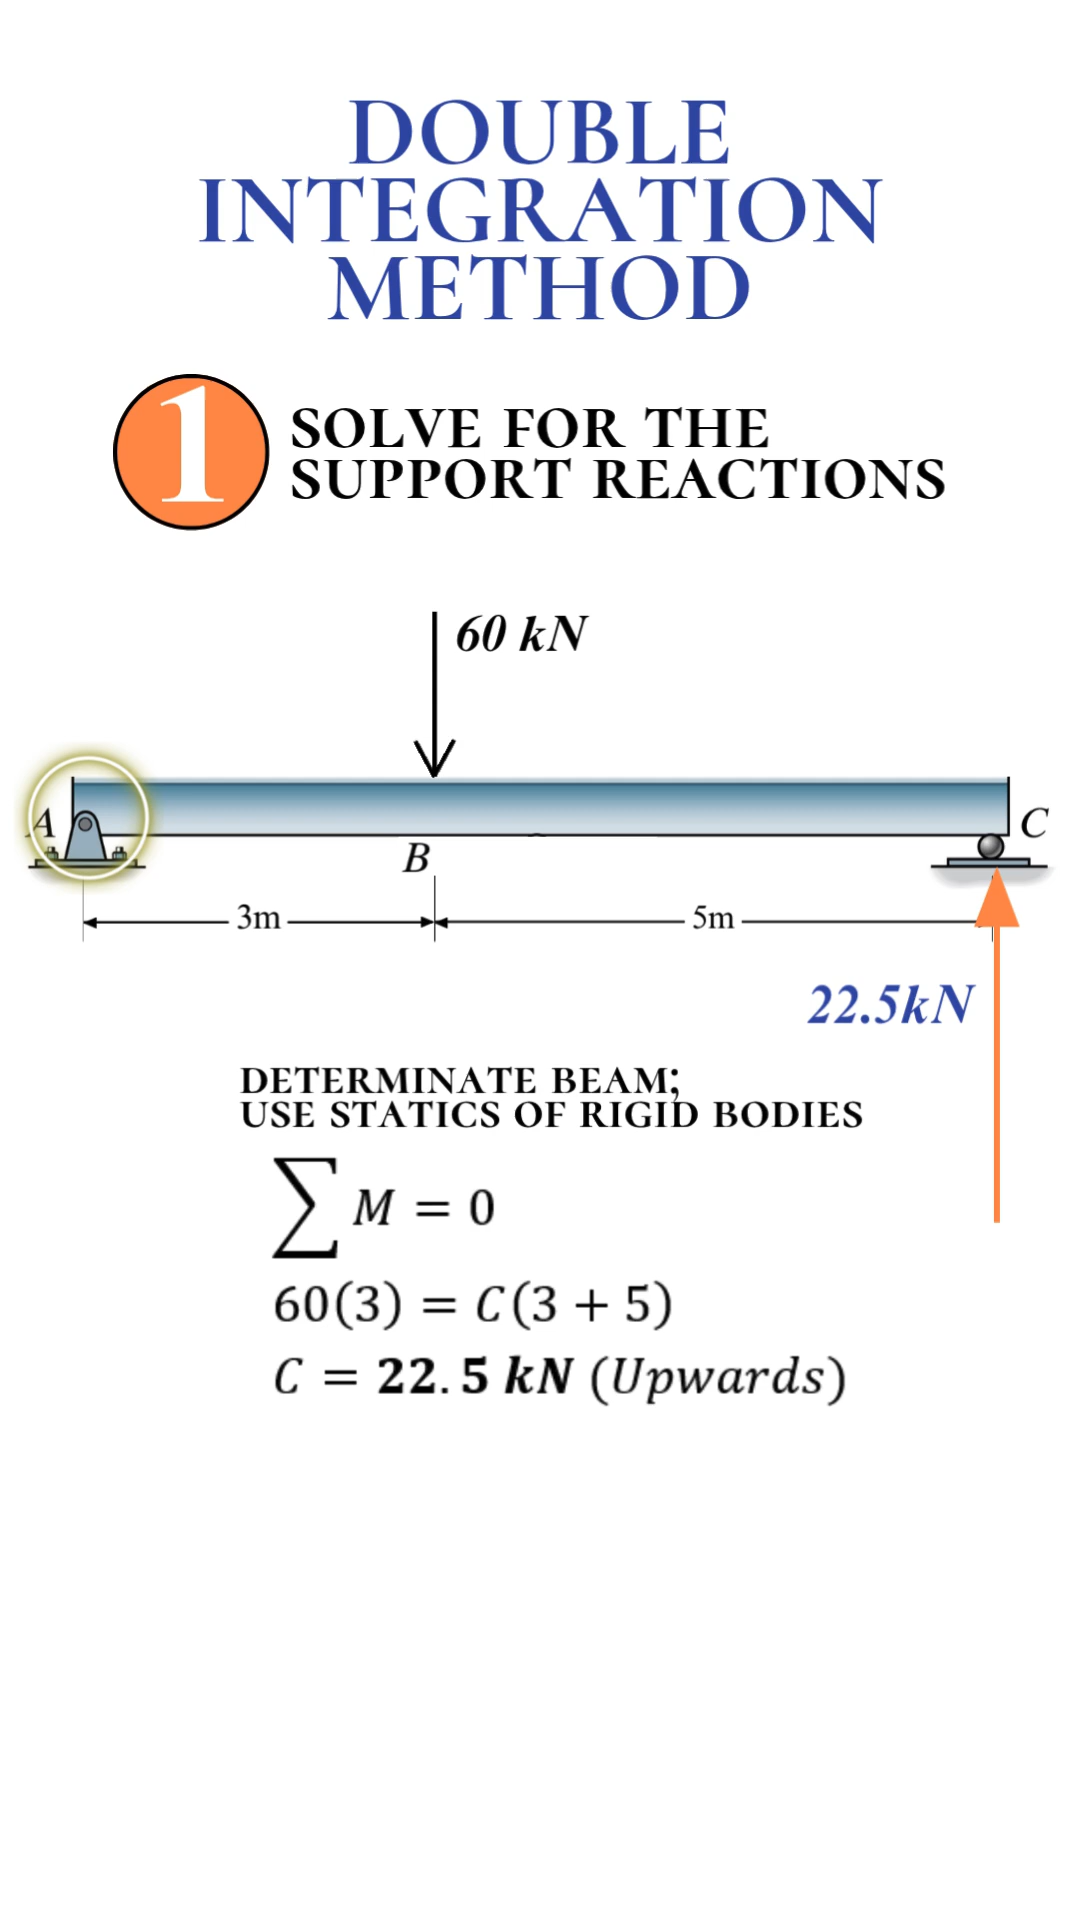 DOUBLE
INTEGRATION
METHOD
1
SOLVE FOR THE
SUPPORT REACTIONS
60 kN
A
C
B
3m
5m
22.5kN
DETERMINATE BEAM;
USE STATICS OF RIGID BODIES
∑ M = 0
60(3) = C(3 + 5)
C = 22.5 kN (Upwards)